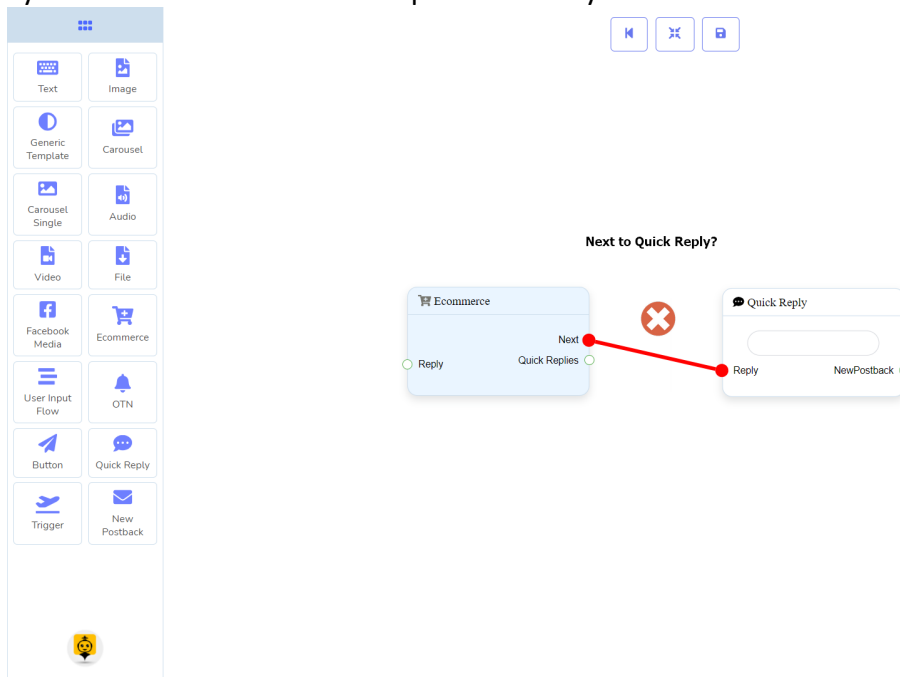 Text
Image
Generic
Template
Carousel
Carousel
Single
Audio
Video
File
Facebook
Media
Ecommerce
User Input
Flow
OTN
Button
Quick Reply
Trigger
New
Postback
Next to Quick Reply?
Ecommerce
Next
Reply
Quick Replies
Quick Reply
Reply
NewPostback